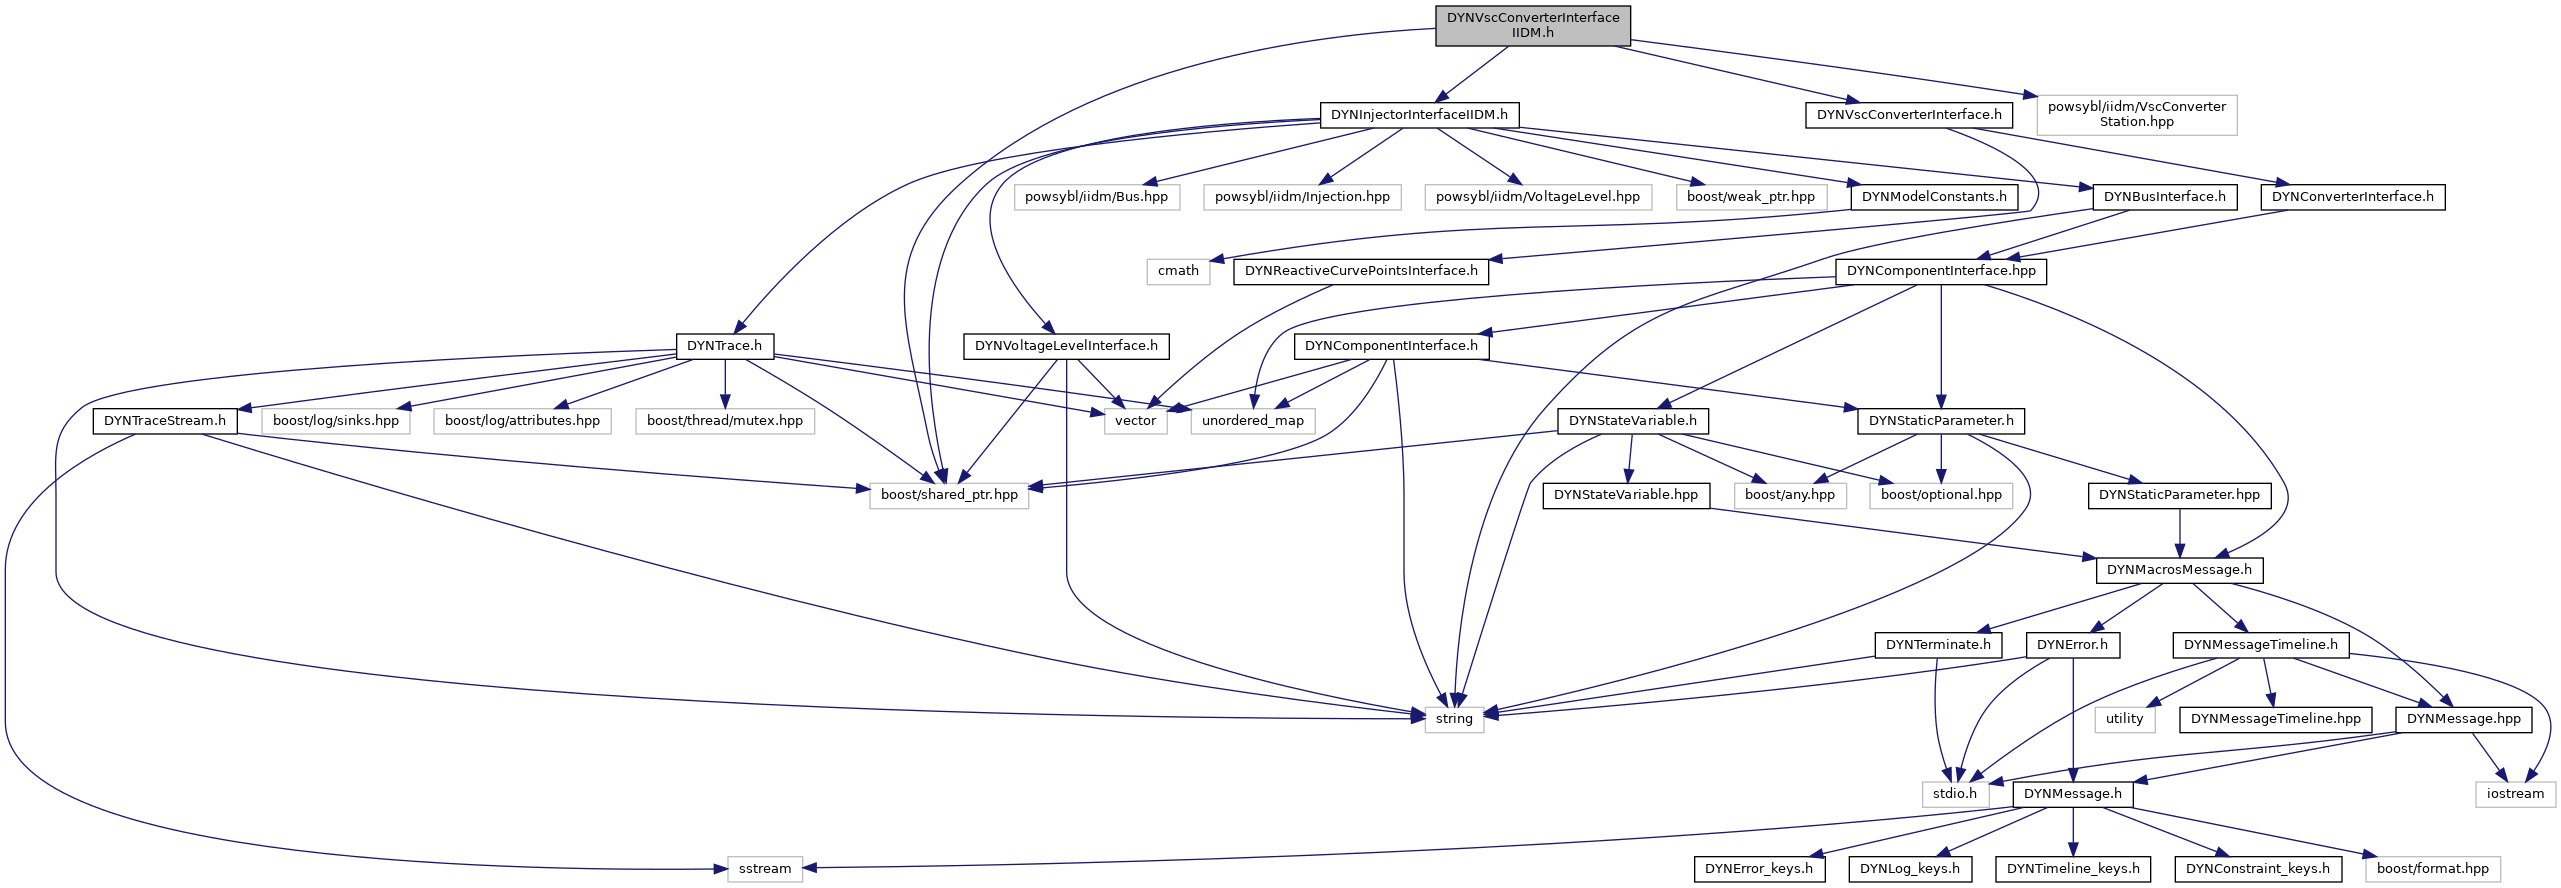 DYNVscConverterInterface
IIDM.h
DYNInjectorInterfaceIIDM.h
DYNVscConverterInterface.h
powsybl/iidm/VscConverter
Station.hpp
powsybl/iidm/Bus.hpp
powsybl/iidm/Injection.hpp
powsybl/iidm/VoltageLevel.hpp
boost/weak_ptr.hpp
DYNModelConstants.h
DYNBusInterface.h
DYNConverterInterface.h
cmath
DYNReactiveCurvePointsInterface.h
DYNComponentInterface.hpp
DYNTrace.h
DYNVoltageLevelInterface.h
DYNComponentInterface.h
DYNTraceStream.h
boost/log/sinks.hpp
boost/log/attributes.hpp
boost/thread/mutex.hpp
vector
unordered_map
DYNStateVariable.h
DYNStaticParameter.h
boost/shared_ptr.hpp
DYNStateVariable.hpp
boost/any.hpp
boost/optional.hpp
DYNStaticParameter.hpp
DYNMacrosMessage.h
DYNTerminate.h
DYNError.h
DYNMessageTimeline.h
string
utility
DYNMessageTimeline.hpp
DYNMessage.hpp
stdio.h
DYNMessage.h
iostream
sstream
DYNError_keys.h
DYNLog_keys.h
DYNTimeline_keys.h
DYNConstraint_keys.h
boost/format.hpp